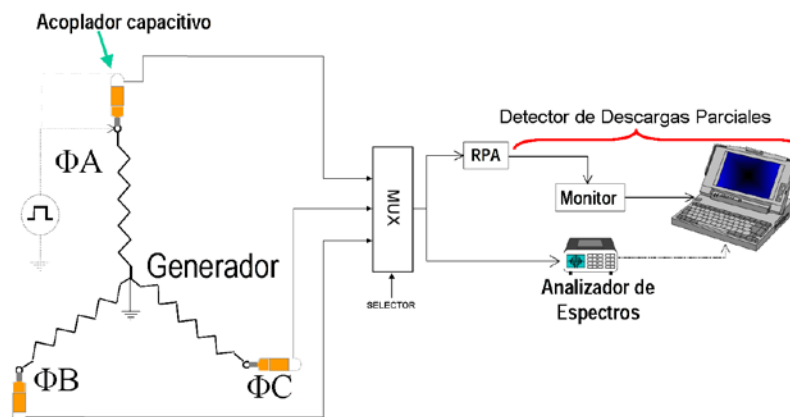 Acoplador capacitivo
ΦA
Generador
ΦB
ΦC
MUX
SELECTOR
Detector de Descargas Parciales
RPA
Monitor
Analizador de
Espectros